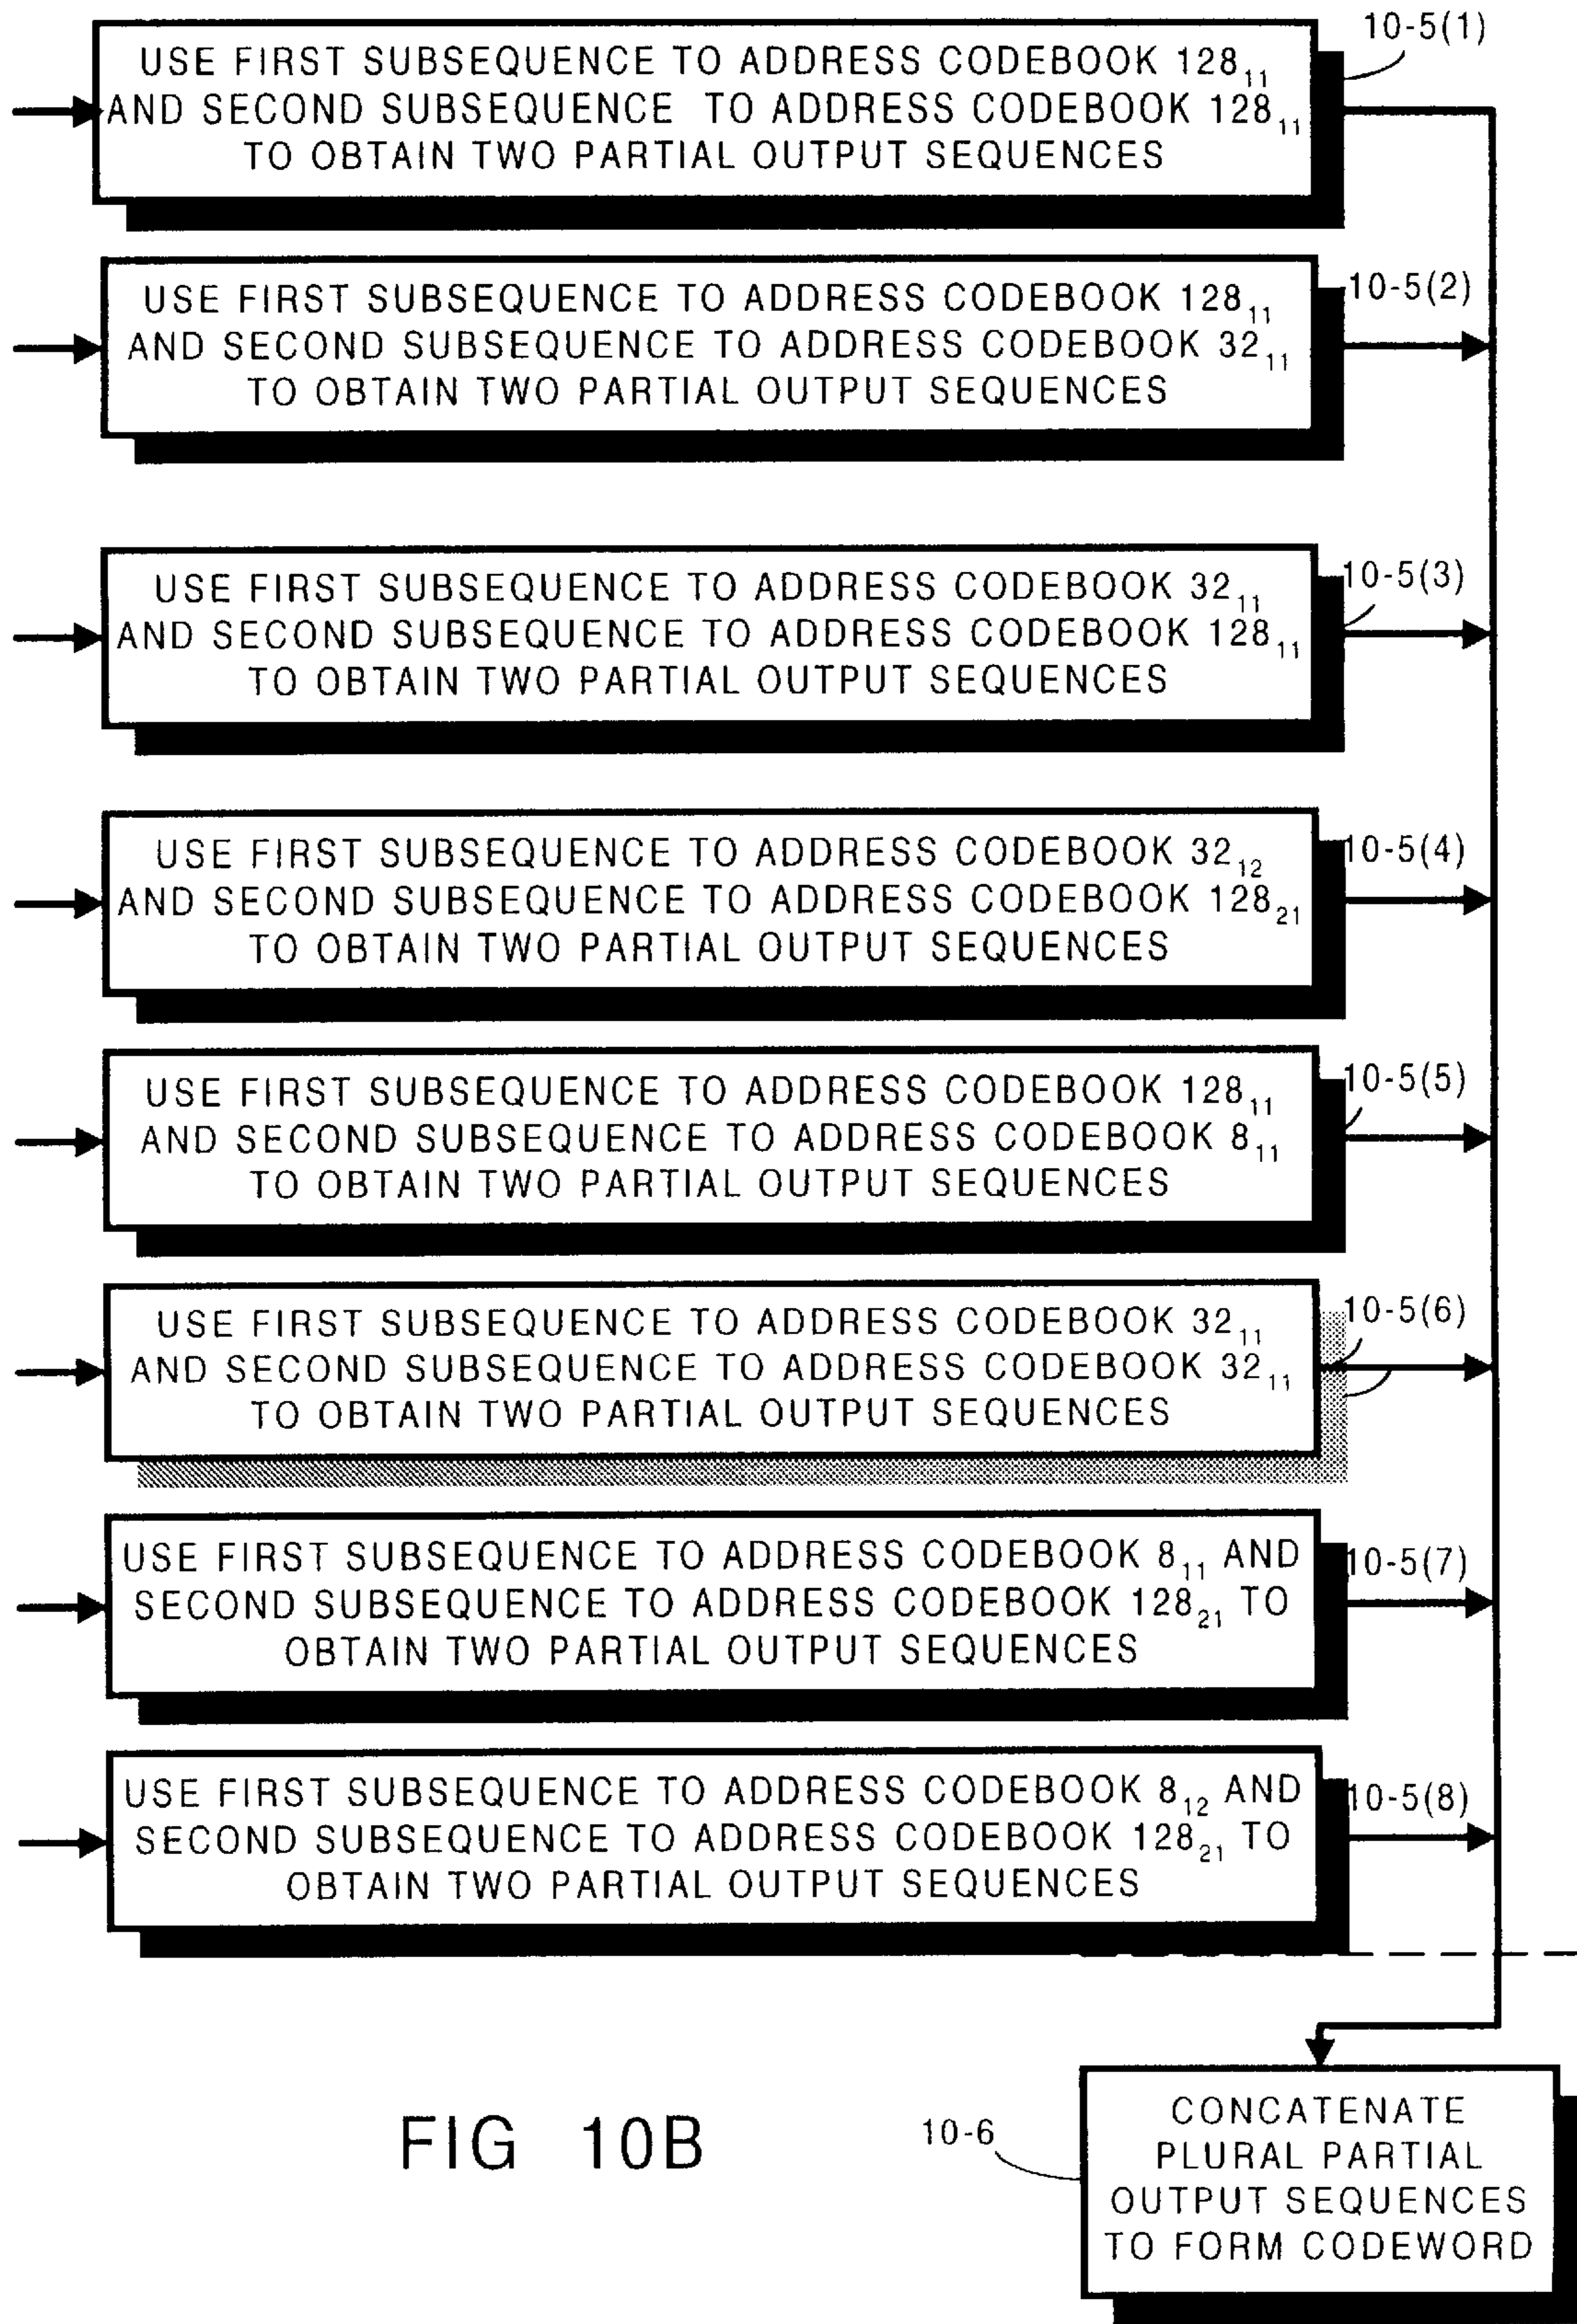 10-5(1)
USE FIRST SUBSEQUENCE TO ADDRESS CODEBOOK 128₁₁
AND SECOND SUBSEQUENCE TO ADDRESS CODEBOOK 128₁₁
TO OBTAIN TWO PARTIAL OUTPUT SEQUENCES
10-5(2)
USE FIRST SUBSEQUENCE TO ADDRESS CODEBOOK 128₁₁
AND SECOND SUBSEQUENCE TO ADDRESS CODEBOOK 32₁₁
TO OBTAIN TWO PARTIAL OUTPUT SEQUENCES
10-5(3)
USE FIRST SUBSEQUENCE TO ADDRESS CODEBOOK 32₁₁
AND SECOND SUBSEQUENCE TO ADDRESS CODEBOOK 128₁₁
TO OBTAIN TWO PARTIAL OUTPUT SEQUENCES
10-5(4)
USE FIRST SUBSEQUENCE TO ADDRESS CODEBOOK 32₁₂
AND SECOND SUBSEQUENCE TO ADDRESS CODEBOOK 128₂₁
TO OBTAIN TWO PARTIAL OUTPUT SEQUENCES
10-5(5)
USE FIRST SUBSEQUENCE TO ADDRESS CODEBOOK 128₁₁
AND SECOND SUBSEQUENCE TO ADDRESS CODEBOOK 8₁₁
TO OBTAIN TWO PARTIAL OUTPUT SEQUENCES
10-5(6)
USE FIRST SUBSEQUENCE TO ADDRESS CODEBOOK 32₁₁
AND SECOND SUBSEQUENCE TO ADDRESS CODEBOOK 32₁₁
TO OBTAIN TWO PARTIAL OUTPUT SEQUENCES
10-5(7)
USE FIRST SUBSEQUENCE TO ADDRESS CODEBOOK 8₁₁ AND
SECOND SUBSEQUENCE TO ADDRESS CODEBOOK 128₂₁ TO
OBTAIN TWO PARTIAL OUTPUT SEQUENCES
10-5(8)
USE FIRST SUBSEQUENCE TO ADDRESS CODEBOOK 8₁₂ AND
SECOND SUBSEQUENCE TO ADDRESS CODEBOOK 128₂₁ TO
OBTAIN TWO PARTIAL OUTPUT SEQUENCES
FIG 10B
10-6
CONCATENATE
PLURAL PARTIAL
OUTPUT SEQUENCES
TO FORM CODEWORD